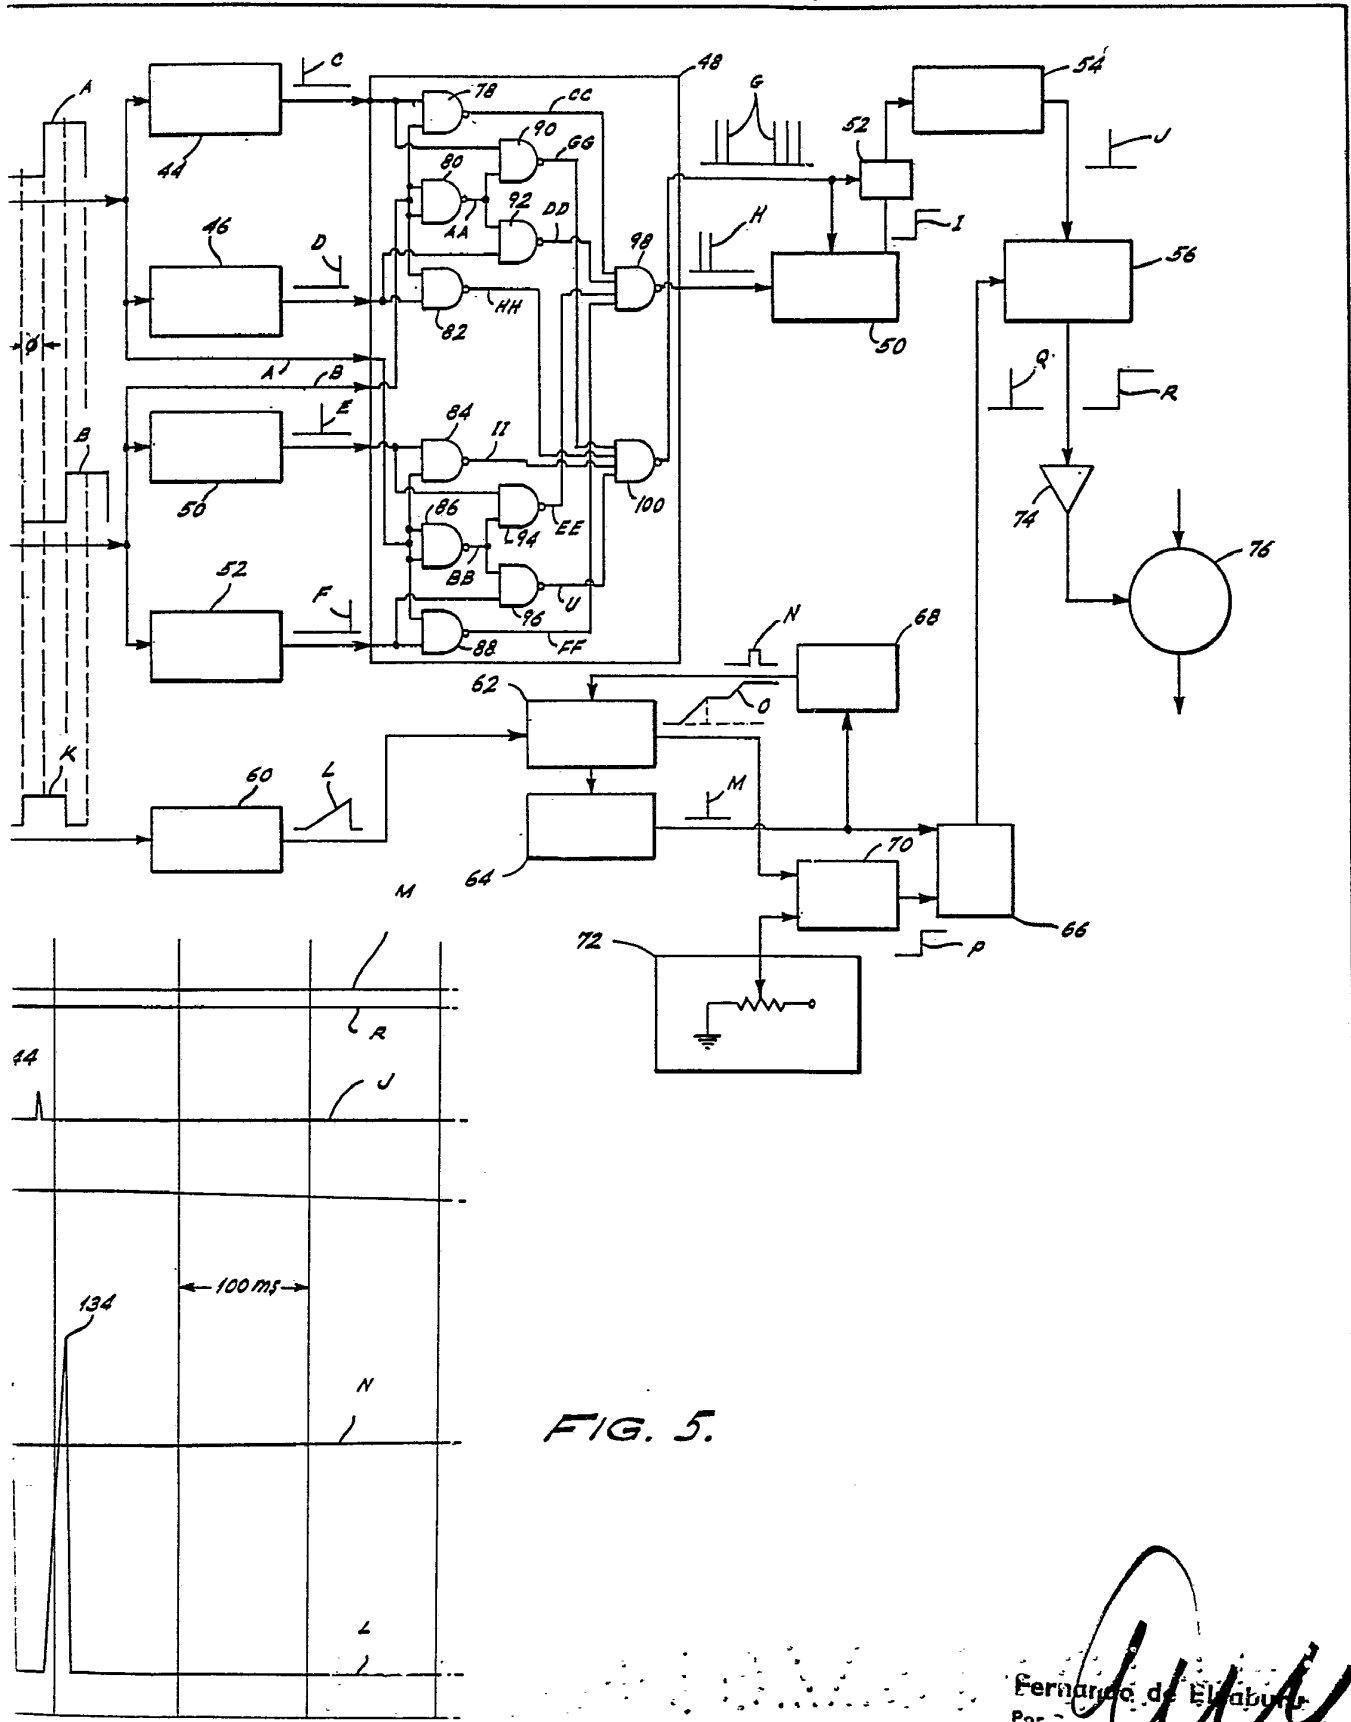 C
48
54
A
78
CC
G
90
GG
52
J
44
80
46
92
DD
AA
H
I
D
98
56
HH
82
50
φ
A
B
Q
R
E
84
II
B
50
86
100
74
94
EE
BB
76
52
F
U
96
N
68
88
FF
62
O
K
60
L
M
70
64
M
72
66
P
R
44
J
100 ms
134
N
FIG. 5.
L
Fernando de Elzaburu
Por